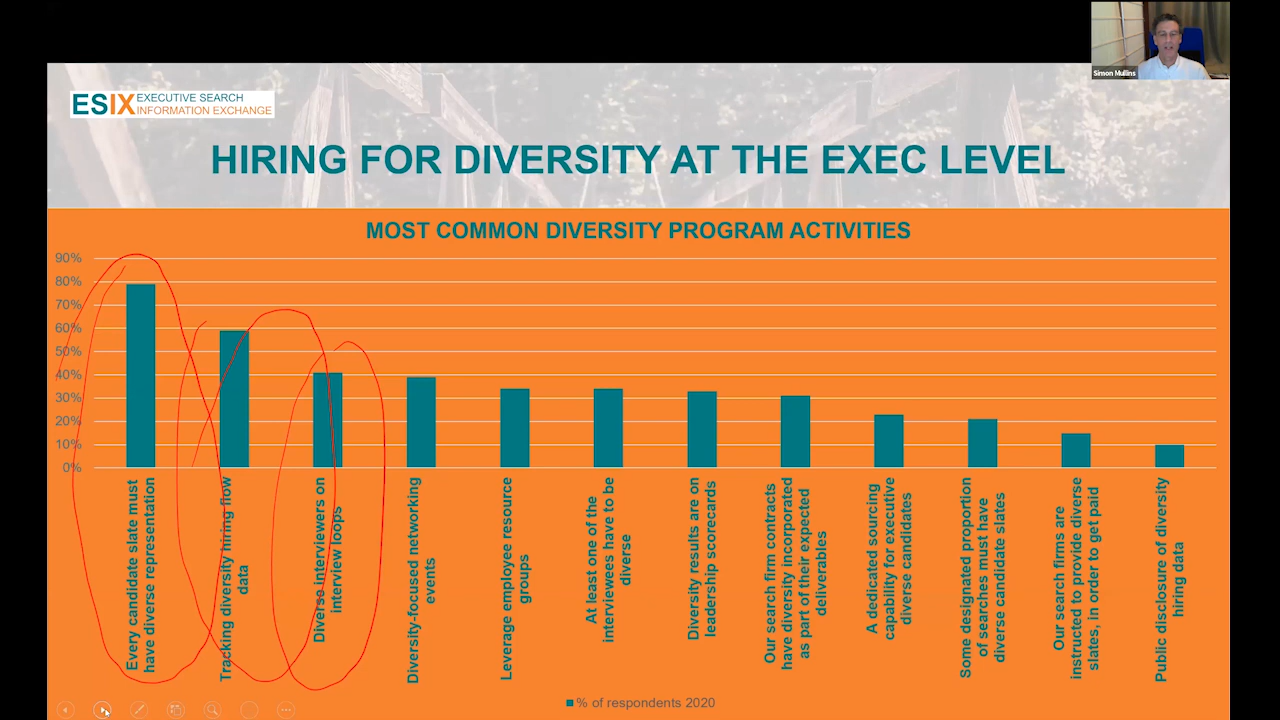 Simon Mullins
ESIX EXECUTIVE SEARCH
INFORMATION EXCHANGE
HIRING FOR DIVERSITY AT THE EXEC LEVEL
MOST COMMON DIVERSITY PROGRAM ACTIVITIES
90%
80%
70%
60%
50%
40%
30%
20%
10%
0%
Every candidate slate must
have diverse representation
Tracking diversity hiring flow
data
Diverse interviewers on
interview loops
Diversity-focused networking
events
Leverage employee resource
groups
At least one of the
interviewees have to be
diverse
Diversity results are on
leadership scorecards
Our search firm contracts
have diversity incorporated
as part of their expected
deliverables
A dedicated sourcing
capability for executive
diverse candidates
Some designated proportion
of searches must have
diverse candidate slates
Our search firms are
instructed to provide diverse
slates, in order to get paid
Public disclosure of diversity
hiring data
% of respondents 2020